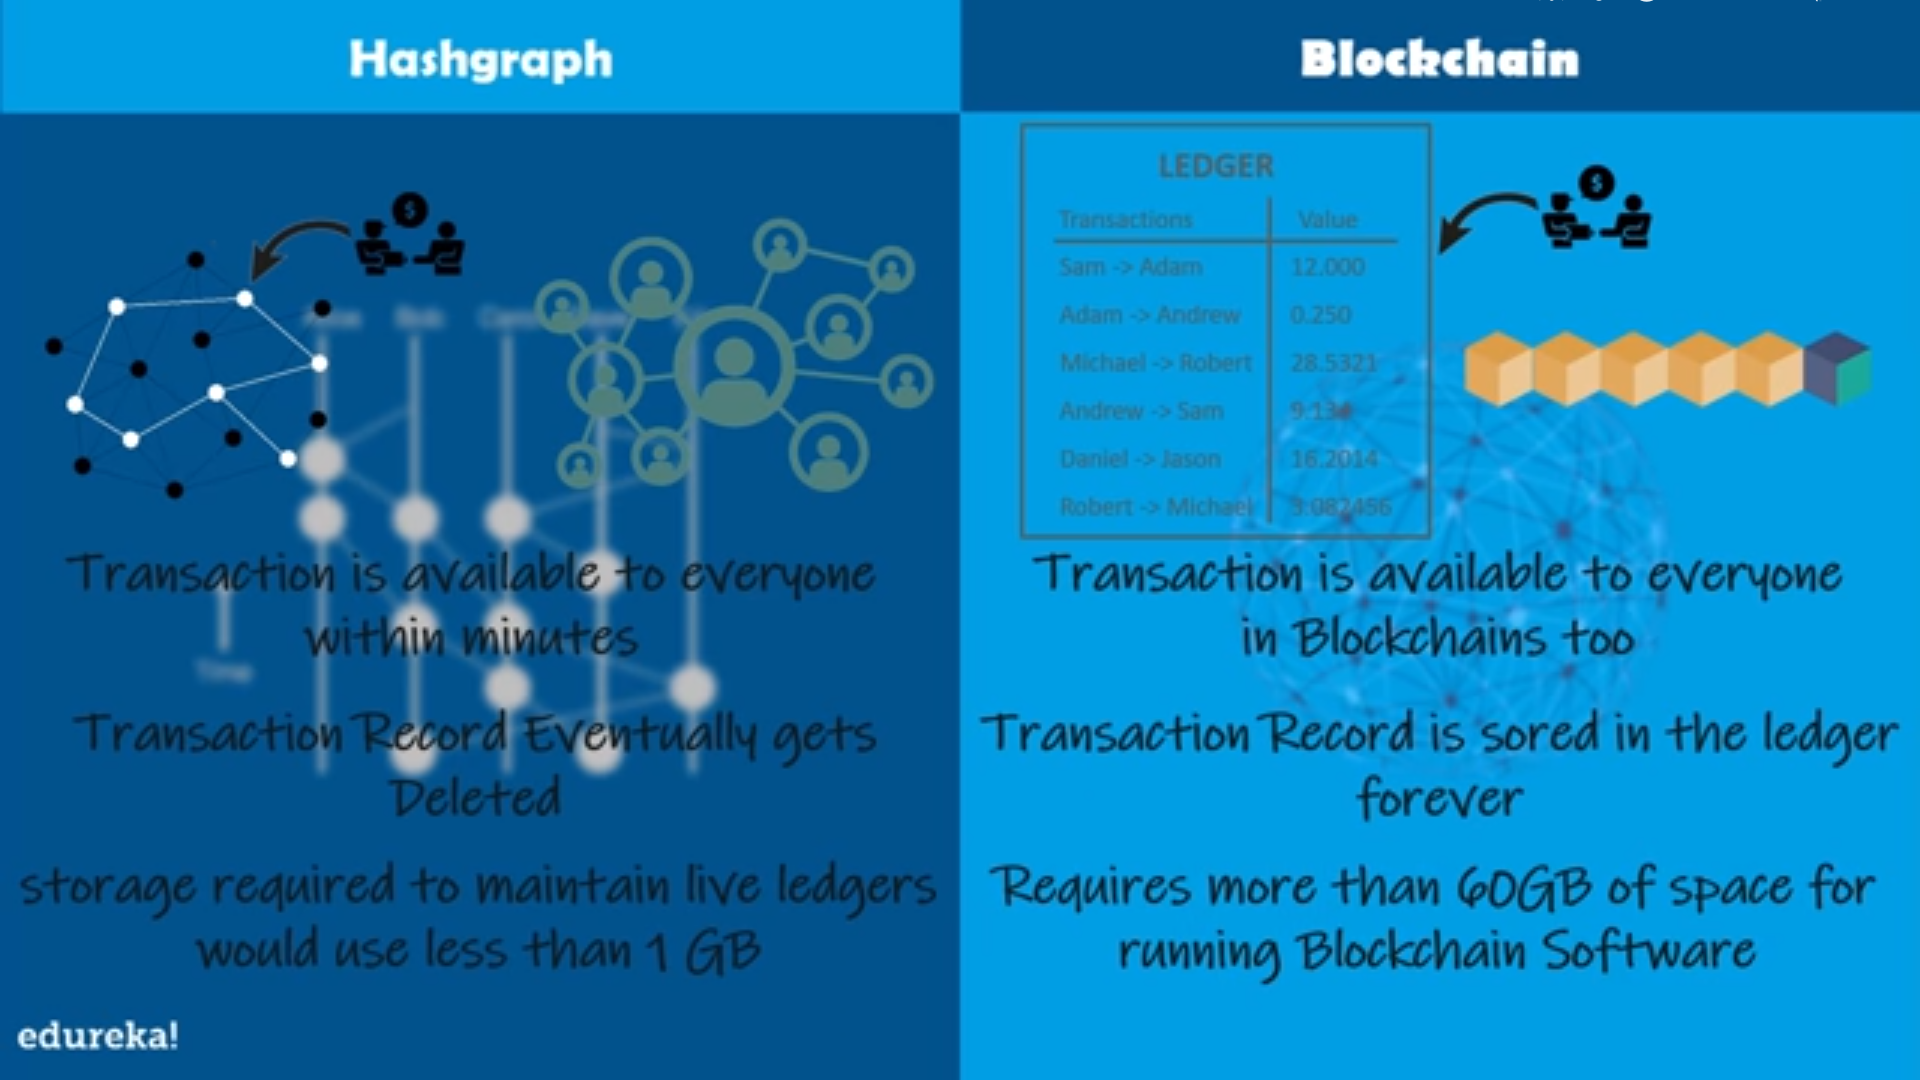 Hashgraph
Blockchain
LEDGER
Transactions Value
Sam -> Adam 12.000
Adam -> Andrew 0.250
Michael -> Robert 28.5321
Andrew -> Sam
Daniel -> Jason 16.2014
Robert -> Michael 3.082456
Bob
Time
Transaction is available to everyone
within minutes
Transaction Record Eventually gets
Deleted
storage required to maintain live ledgers
would use less than 1 GB
Transaction is available to everyone
in Blockchains too
Transaction Record is sored in the ledger
forever
Requires more than 60GB of space for
running Blockchain Software
edureka!